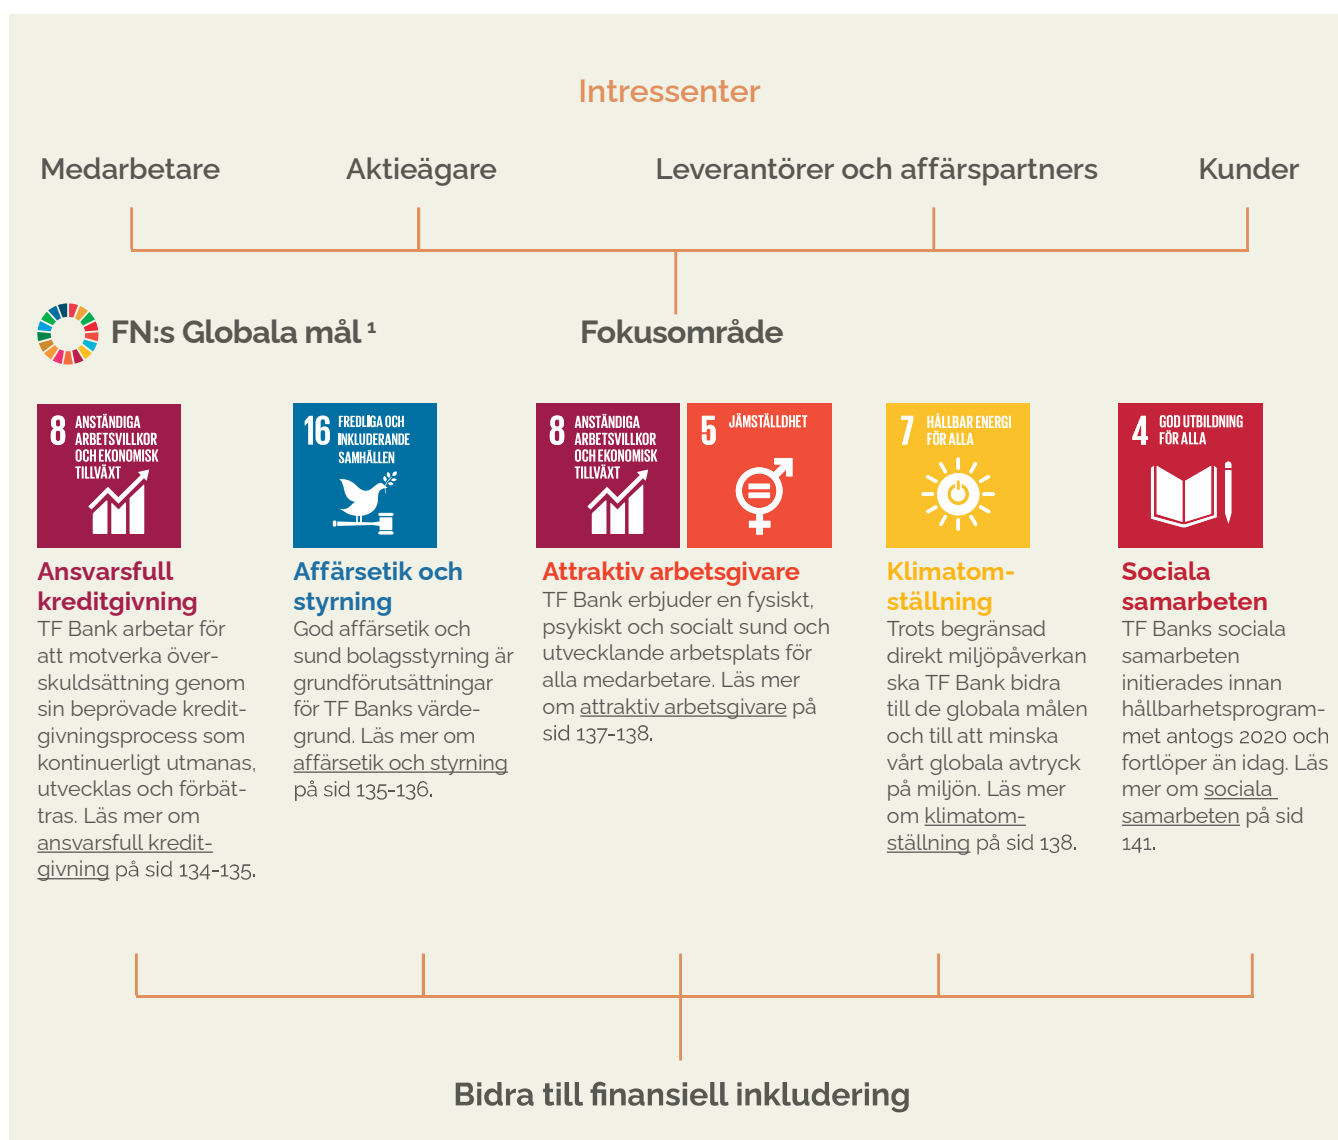 Intressenter
Medarbetare
Aktieägare
Leverantörer och affärspartners
Kunder
FN:s Globala mål ¹
Fokusområde
8 ANSTÄNDIGA
ARBETSVILLKOR
OCH EKONOMISK
TILLVÄXT
Ansvarsfull
kreditgivning
TF Bank arbetar för
att motverka över-
skuldsättning genom
sin beprövade kredit-
givningsprocess som
kontinuerligt utmanas,
utvecklas och förbätt-
tras. Läs mer om
ansvarsfull kredit-
givning på sid 134-135.
16 FREDLIGA OCH
INKLUDERANDE
SAMHÄLLEN
Affärsetik och
styrning
God affärsetik och
sund bolagsstyrning är
grundförutsättningar
för TF Banks värde-
grund. Läs mer om
affärsetik och styrning
på sid 135-136.
8 ANSTÄNDIGA
ARBETSVILLKOR
OCH EKONOMISK
TILLVÄXT
5 JÄMSTÄLLDHET
Attraktiv arbetsgivare
TF Bank erbjuder en fysiskt,
psykiskt och socialt sund och
utvecklande arbetsplats för
alla medarbetare. Läs mer
om attraktiv arbetsgivare på
sid 137-138.
7 HÅLLBAR ENERGI
FÖR ALLA
Klimatom-
ställning
Trots begränsad
direkt miljöpåverkan
ska TF Bank bidra
till de globala målen
och till att minska
vårt globala avtryck
på miljön. Läs mer
om klimatom-
ställning på sid 138.
4 GOD UTBILDNING
FÖR ALLA
Sociala
samarbeten
TF Banks sociala
samarbeten
initierades innan
hållbarhetsprogram-
met antogs 2020 och
fortlöper än idag. Läs
mer om sociala
samarbeten på sid
141.
Bidra till finansiell inkludering